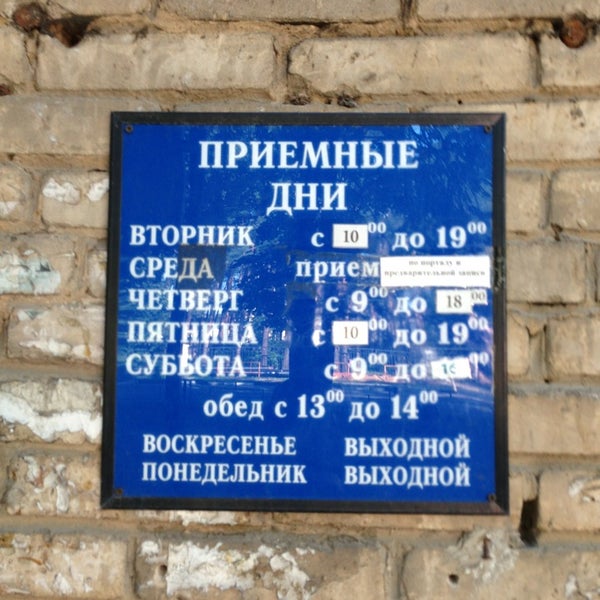 ПРИЕМНЫЕ
ДНИ
ВТОРНИК с 10 00 до 19 00
СРЕДА прием по порталу и предварительной записи
ЧЕТВЕРГ с 9 00 до 18 00
ПЯТНИЦА с 10 00 до 19 00
СУББОТА с 9 00 до 00
обед с 13 00 до 14 00
ВОСКРЕСЕНЬЕ ВЫХОДНОЙ
ПОНЕДЕЛЬНИК ВЫХОДНОЙ